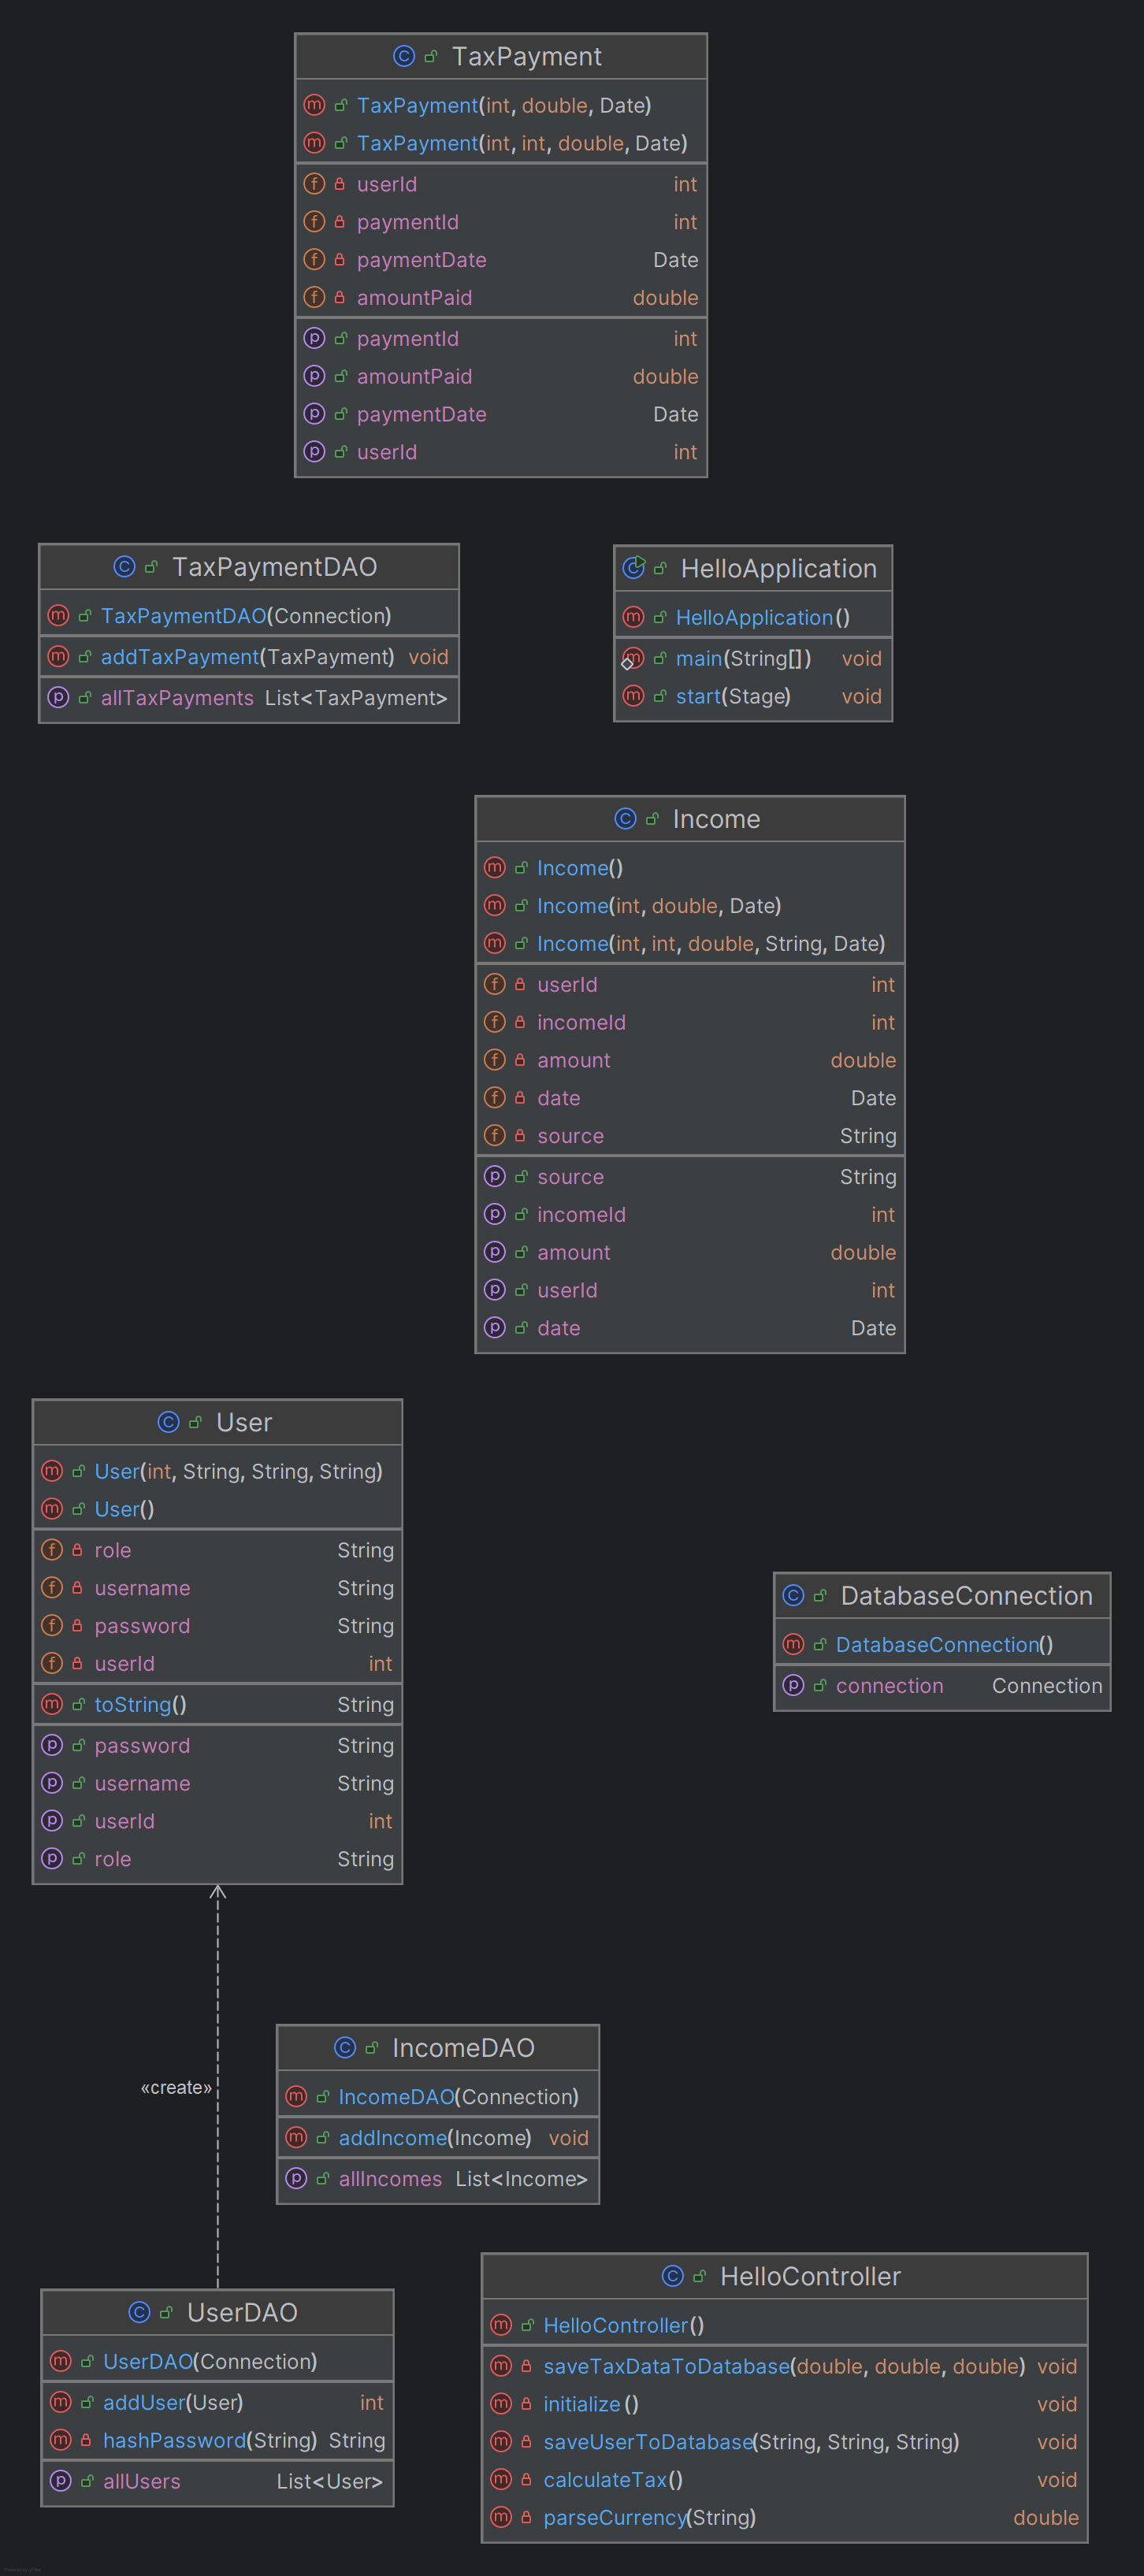 TaxPayment
TaxPayment(int, double, Date)
TaxPayment(int, int, double, Date)
userId int
paymentId int
paymentDate Date
amountPaid double
paymentId int
amountPaid double
paymentDate Date
userId int
TaxPaymentDAO
TaxPaymentDAO(Connection)
addTaxPayment(TaxPayment) void
allTaxPayments List<TaxPayment>
HelloApplication
HelloApplication()
main(String[]) void
start(Stage) void
Income
Income()
Income(int, double, Date)
Income(int, int, double, String, Date)
userId int
incomeId int
amount double
date Date
source String
source String
incomeId int
amount double
userId int
date Date
User
User(int, String, String, String)
User()
role String
username String
password String
userId int
toString() String
password String
username String
userId int
role String
DatabaseConnection
DatabaseConnection()
connection Connection
«create»
IncomeDAO
IncomeDAO(Connection)
addIncome(Income) void
allIncomes List<Income>
UserDAO
UserDAO(Connection)
addUser(User) int
hashPassword(String) String
allUsers List<User>
HelloController
HelloController()
saveTaxDataToDatabase(double, double, double) void
initialize() void
saveUserToDatabase(String, String, String) void
calculateTax() void
parseCurrency(String) double